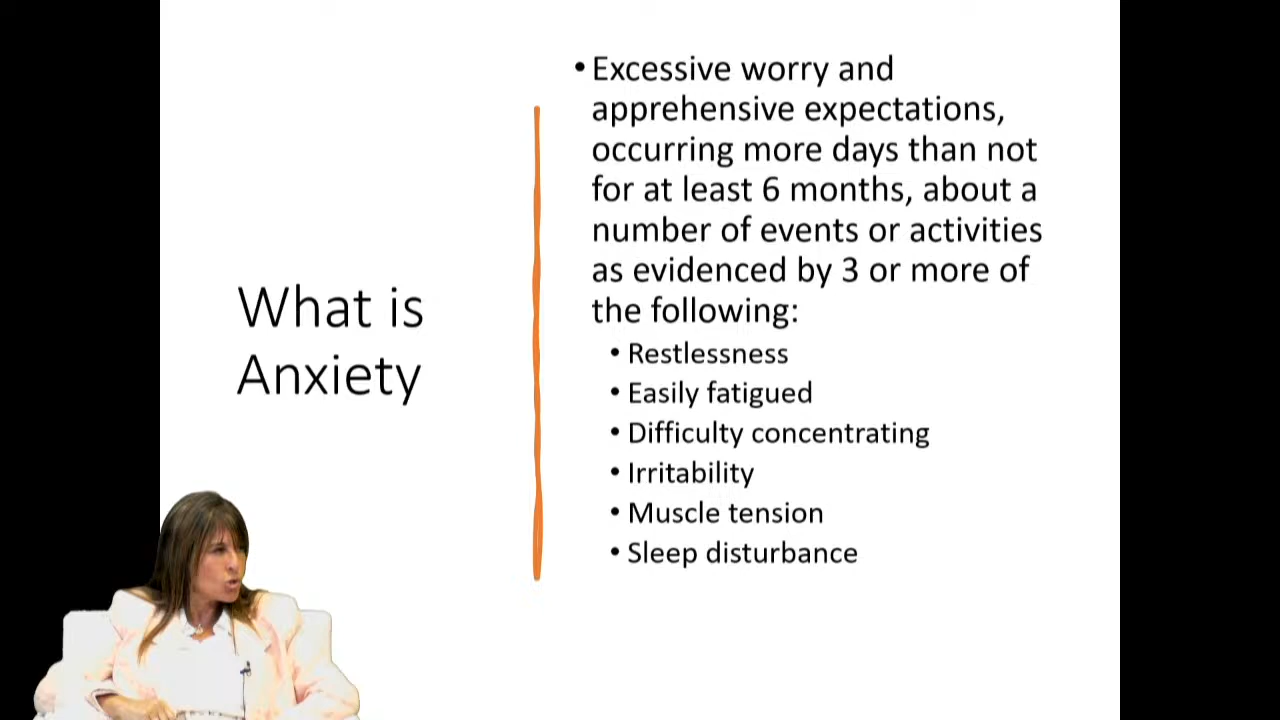 What is
Anxiety
• Excessive worry and
apprehensive expectations,
occurring more days than not
for at least 6 months, about a
number of events or activities
as evidenced by 3 or more of
the following:
• Restlessness
• Easily fatigued
• Difficulty concentrating
• Irritability
• Muscle tension
• Sleep disturbance